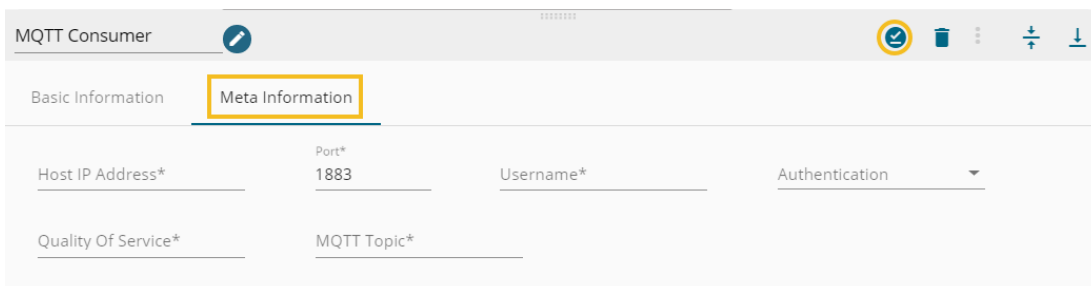 MQTT Consumer
Basic Information
Meta Information
Host IP Address*
Port*
1883
Username*
Authentication
Quality Of Service*
MQTT Topic*